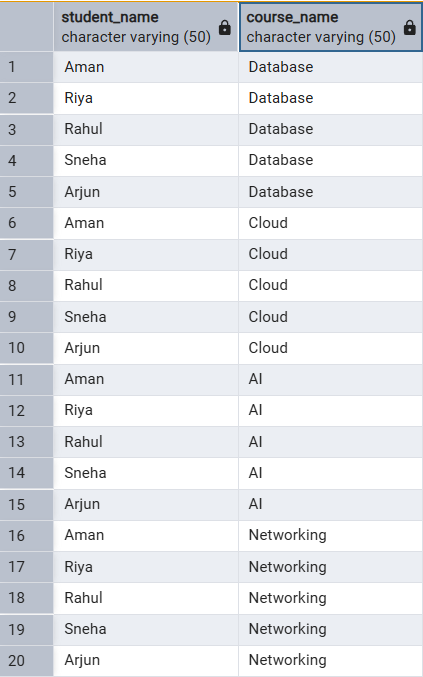 student_name course_name
character varying (50) character varying (50)
1 Aman Database
2 Riya Database
3 Rahul Database
4 Sneha Database
5 Arjun Database
6 Aman Cloud
7 Riya Cloud
8 Rahul Cloud
9 Sneha Cloud
10 Arjun Cloud
11 Aman AI
12 Riya AI
13 Rahul AI
14 Sneha AI
15 Arjun AI
16 Aman Networking
17 Riya Networking
18 Rahul Networking
19 Sneha Networking
20 Arjun Networking